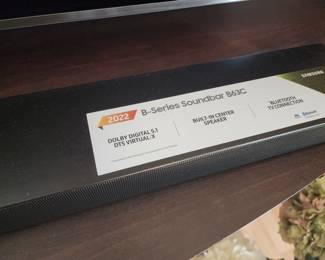 2022
B-Series Soundbar B63C
SAMSUNG
DOLBY DIGITAL 5.1
DTS VIRTUAL:X
BUILT-IN CENTER
SPEAKER
BLUETOOTH
TV CONNECTION